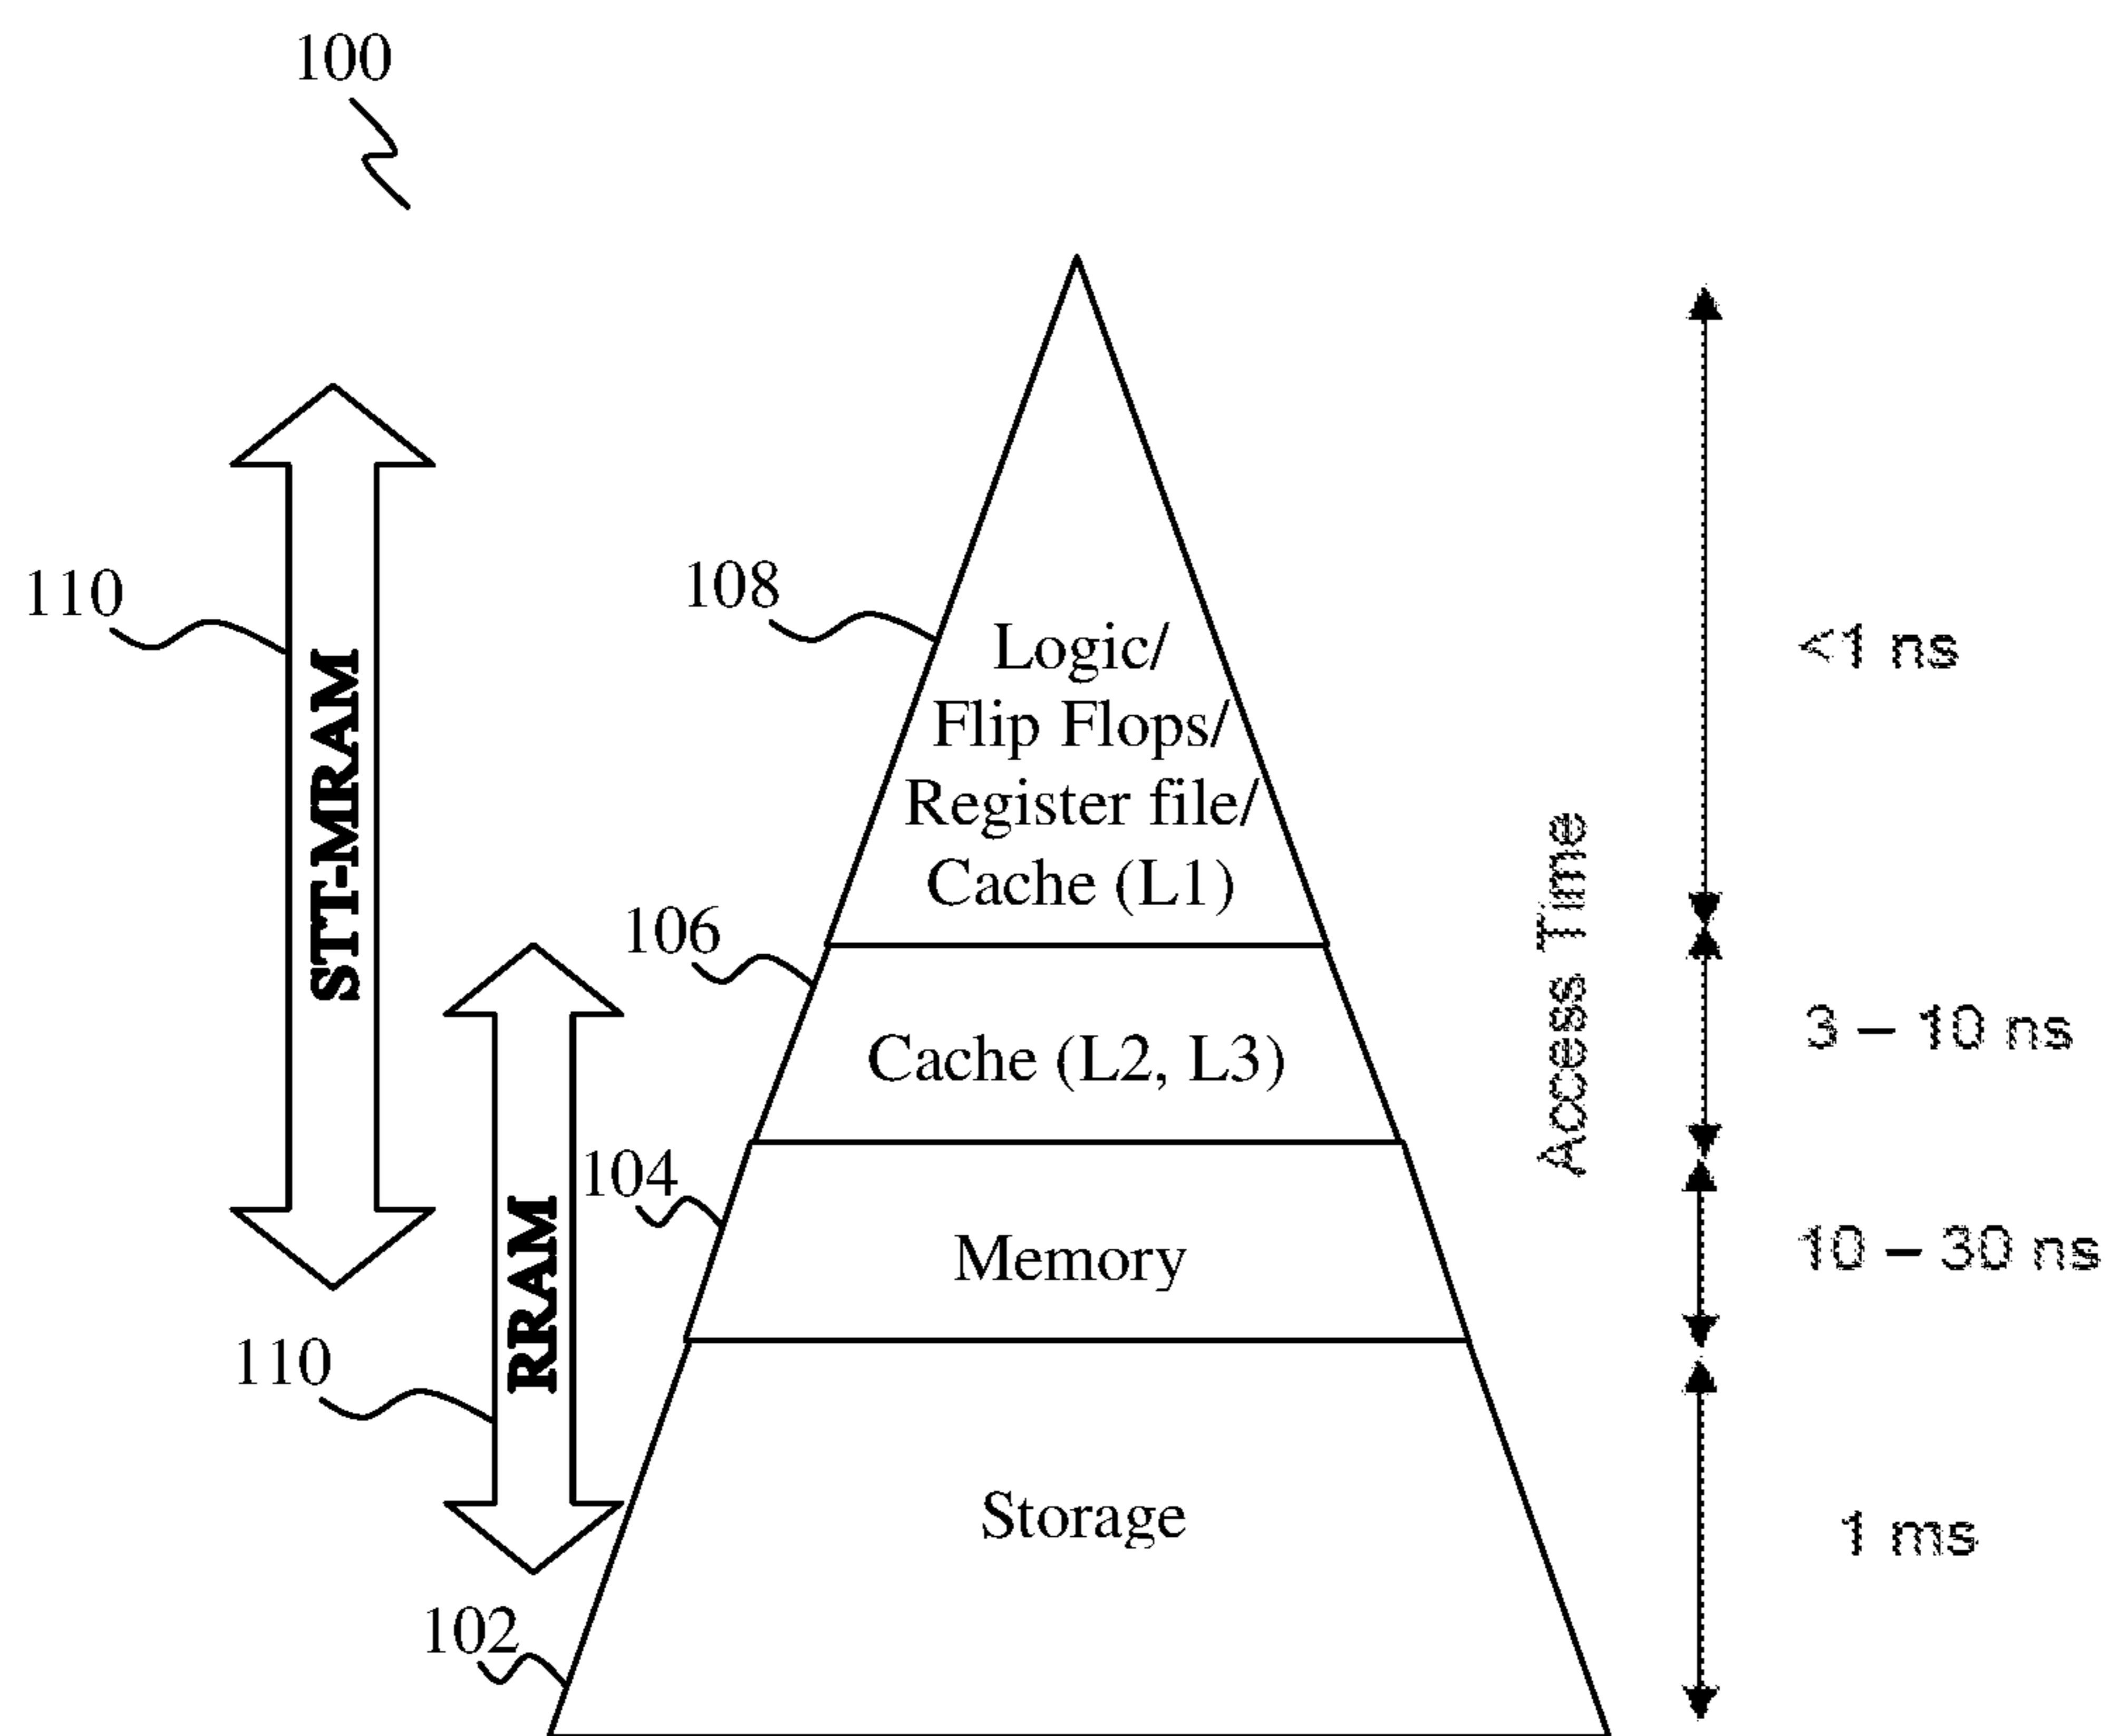 100
110
STT-MRAM
108
Logic/
Flip Flops/
Register file/
Cache (L1)
<1 ns
106
Cache (L2, L3)
3 – 10 ns
Access Time
104
Memory
10 – 30 ns
RRAM
110
Storage
1 ms
102